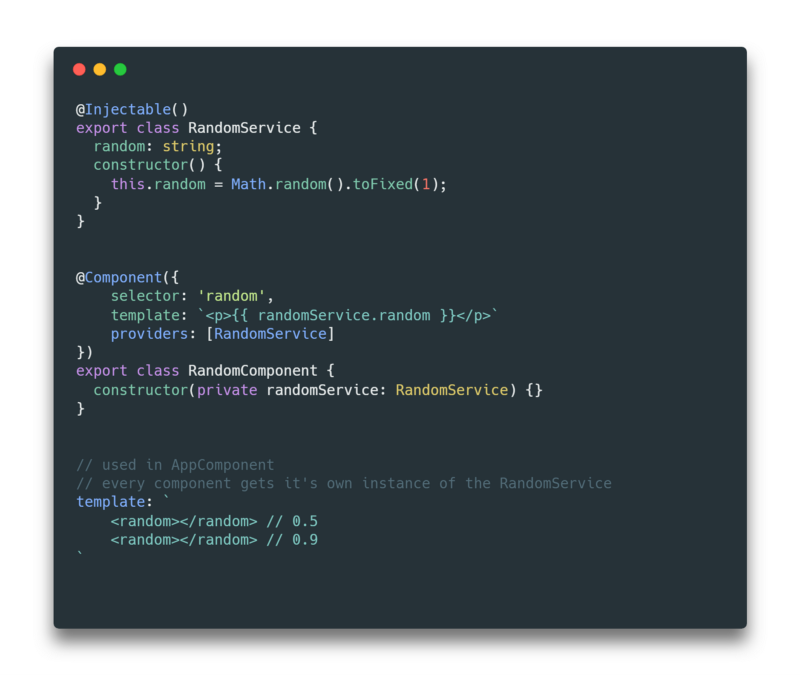 @Injectable()
export class RandomService {
  random: string;
  constructor() {
    this.random = Math.random().toFixed(1);
  }
}
@Component({
    selector: 'random',
    template: `<p>{{ randomService.random }}</p>`
    providers: [RandomService]
})
export class RandomComponent {
  constructor(private randomService: RandomService) {}
}
// used in AppComponent
// every component gets it's own instance of the RandomService
template: `
    <random></random> // 0.5
    <random></random> // 0.9
`